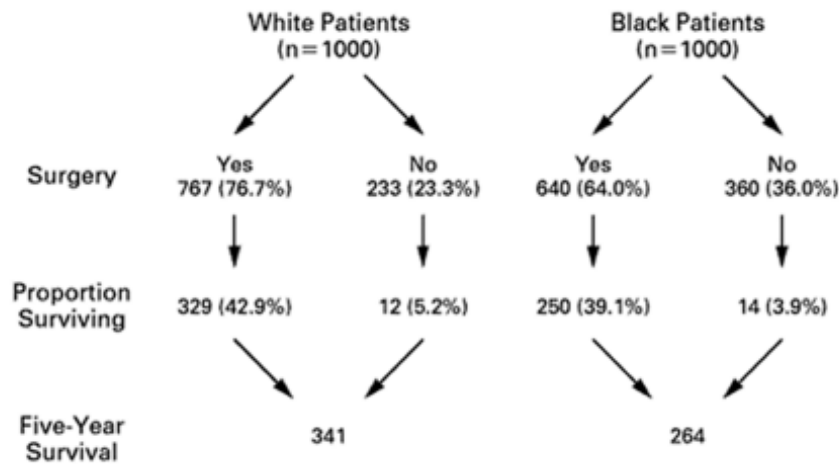 White Patients Black Patients
(n=1000) (n=1000)
Yes No Yes No
Surgery
767 (76.7%) 233 (23.3%) 640 (64.0%) 360 (36.0%)
Proportion
Surviving
329 (42.9%) 12 (5.2%) 250 (39.1%) 14 (3.9%)
Five-Year
Survival
341 264